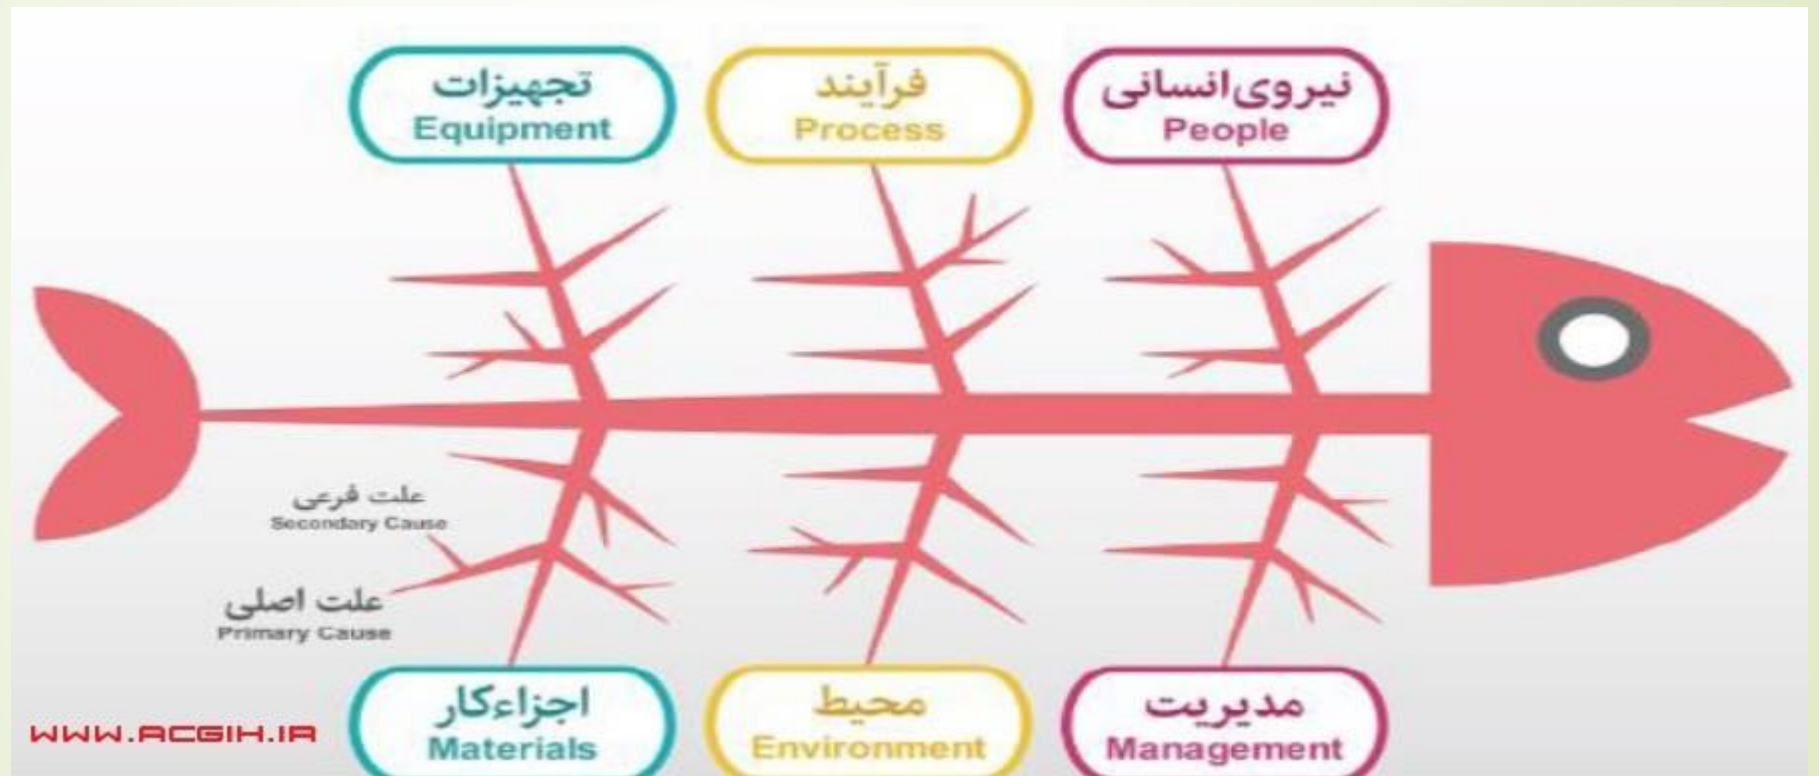 تجهیزات
Equipment
فرآیند
Process
نیروی‌انسانی
People
علت فرعی
Secondary Cause
علت اصلی
Primary Cause
اجزاءکار
Materials
محیط
Environment
مدیریت
Management
WWW.ACGIH.IR